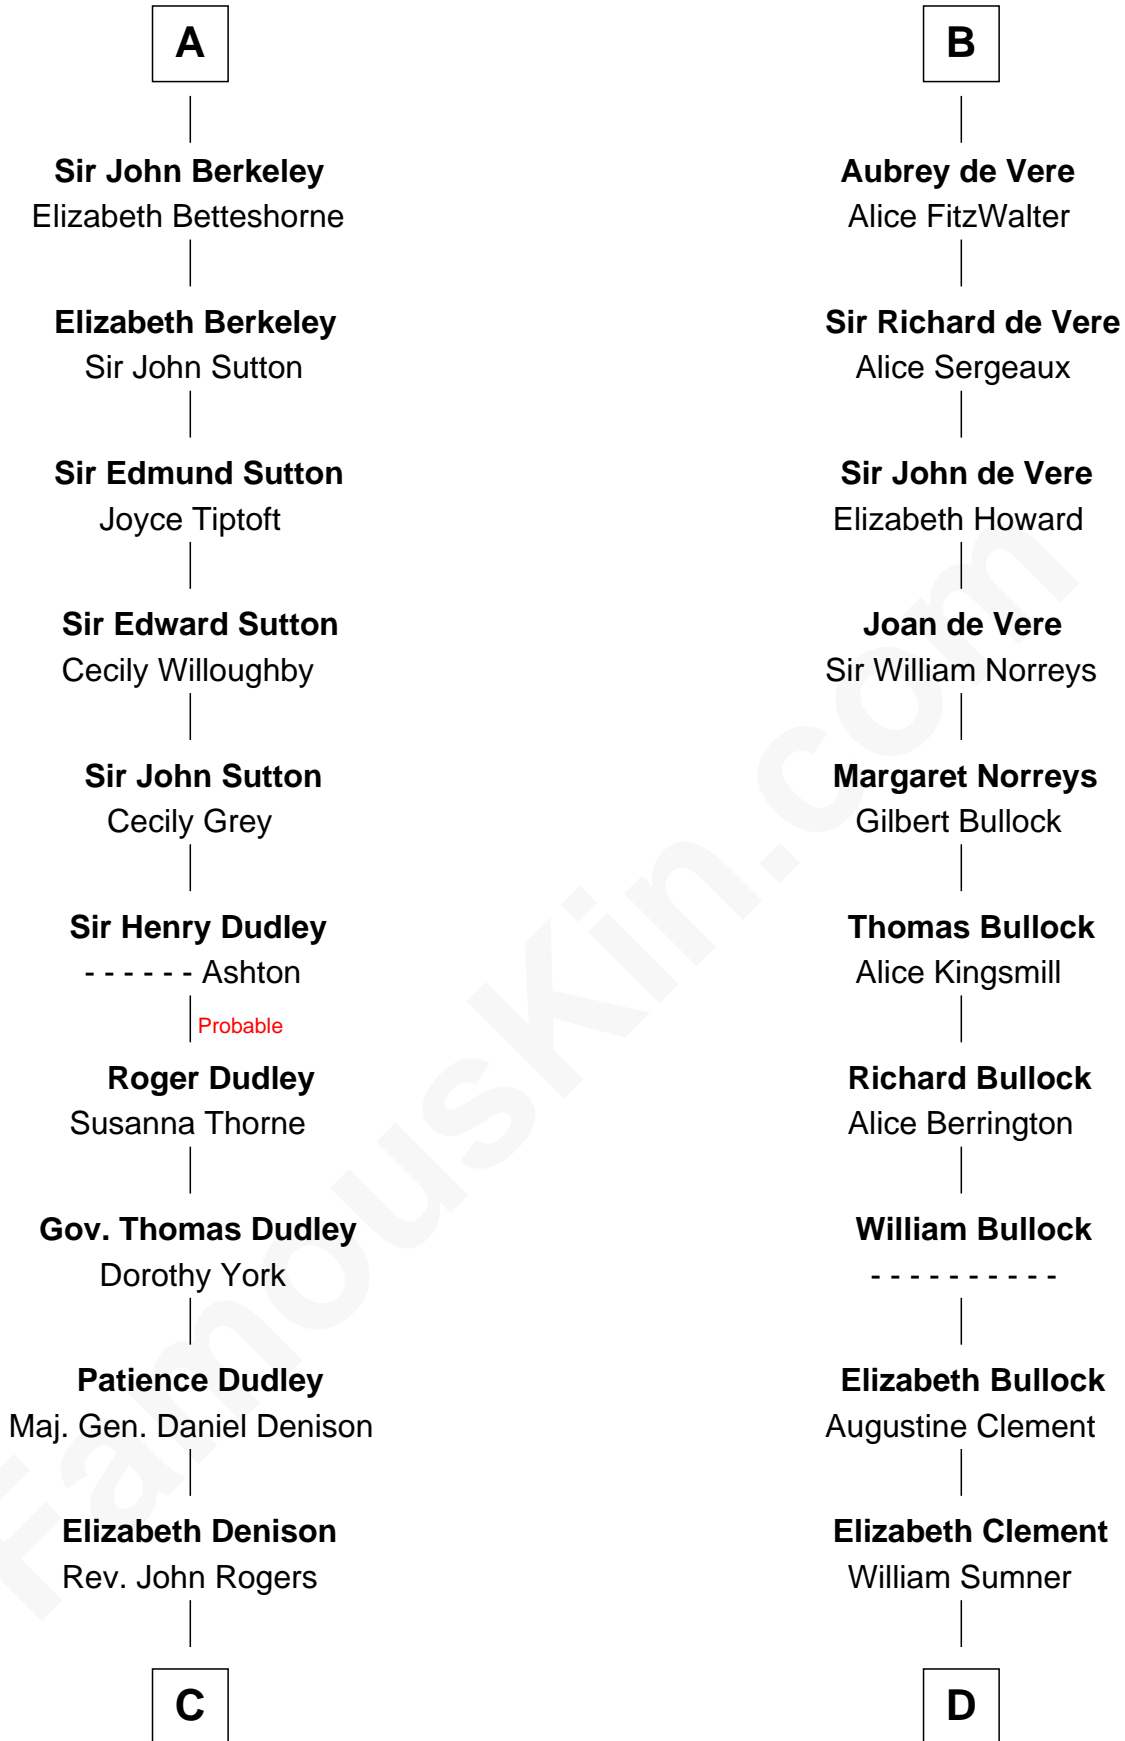 A
Sir John Berkeley
Elizabeth Betteshorne
Elizabeth Berkeley
Sir John Sutton
Sir Edmund Sutton
Joyce Tiptoft
Sir Edward Sutton
Cecily Willoughby
Sir John Sutton
Cecily Grey
Sir Henry Dudley
- - - - - - Ashton
Probable
Roger Dudley
Susanna Thorne
Gov. Thomas Dudley
Dorothy York
Patience Dudley
Maj. Gen. Daniel Denison
Elizabeth Denison
Rev. John Rogers
C
B
Aubrey de Vere
Alice FitzWalter
Sir Richard de Vere
Alice Sergeaux
Sir John de Vere
Elizabeth Howard
Joan de Vere
Sir William Norreys
Margaret Norreys
Gilbert Bullock
Thomas Bullock
Alice Kingsmill
Richard Bullock
Alice Berrington
William Bullock
- - - - - - - - - -
Elizabeth Bullock
Augustine Clement
Elizabeth Clement
William Sumner
D
FamousKin.com